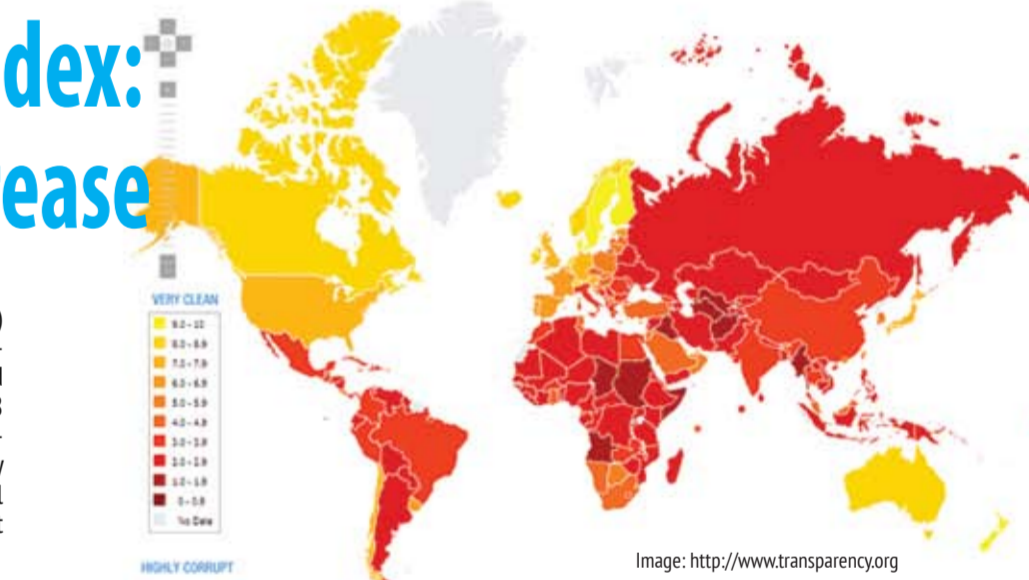 dex:
ease
VERY CLEAN
9.0 - 10
8.0 - 8.9
7.0 - 7.9
6.0 - 6.9
5.0 - 5.9
4.0 - 4.9
3.0 - 3.9
2.0 - 2.9
1.0 - 1.9
0 - 0.9
No Data
HIGHLY CORRUPT
Image: http://www.transparency.org